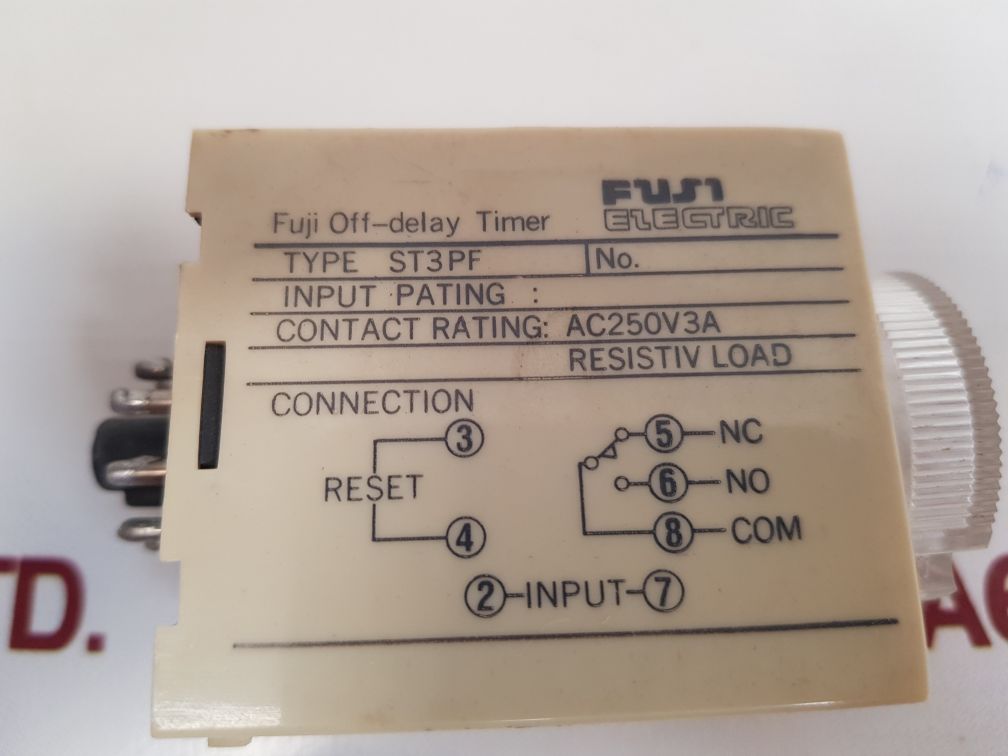 Fuji Off-delay Timer
FUJI
ELECTRIC
TYPE ST3PF
No.
INPUT PATING :
CONTACT RATING: AC250V3A
RESISTIV LOAD
CONNECTION
3
5 NC
RESET
6 NO
4
8 COM
2 INPUT 7
TD.